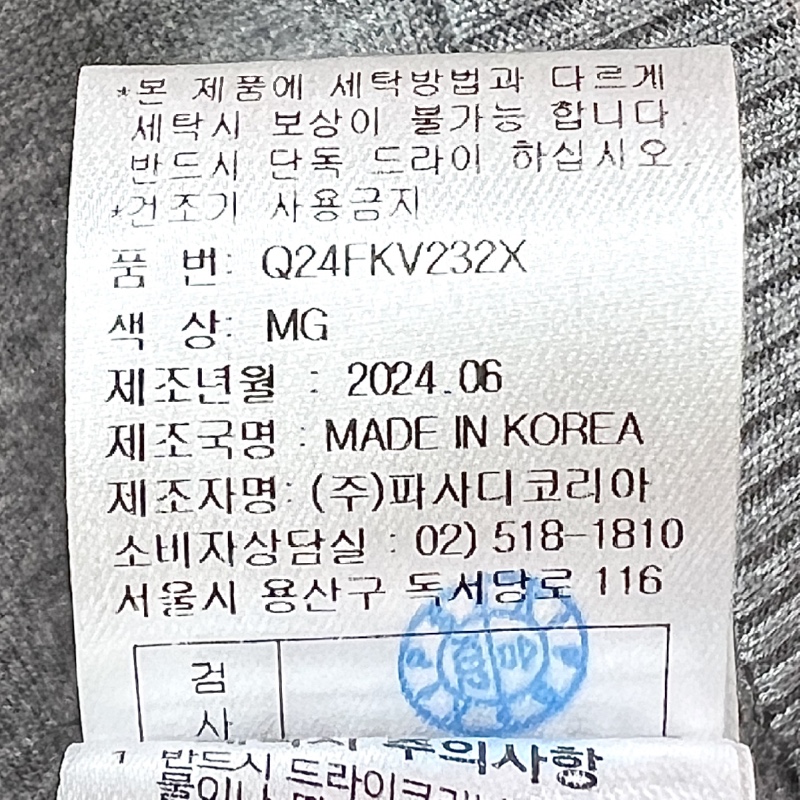 *본 제품에 세탁방법과 다르게
세탁시 보상이 불가능 합니다.
반드시 단독 드라이 하십시오.
*건조기 사용금지
품 번: Q24FKV232X
색 상: MG
제조년월 : 2024.06
제조국명 : MADE IN KOREA
제조자명: (주)파사디코리아
소비자상담실 : 02) 518-1810
서울시 용산구 독서당로 116
검
사
주의사항
반드시 드라이크리
물이나